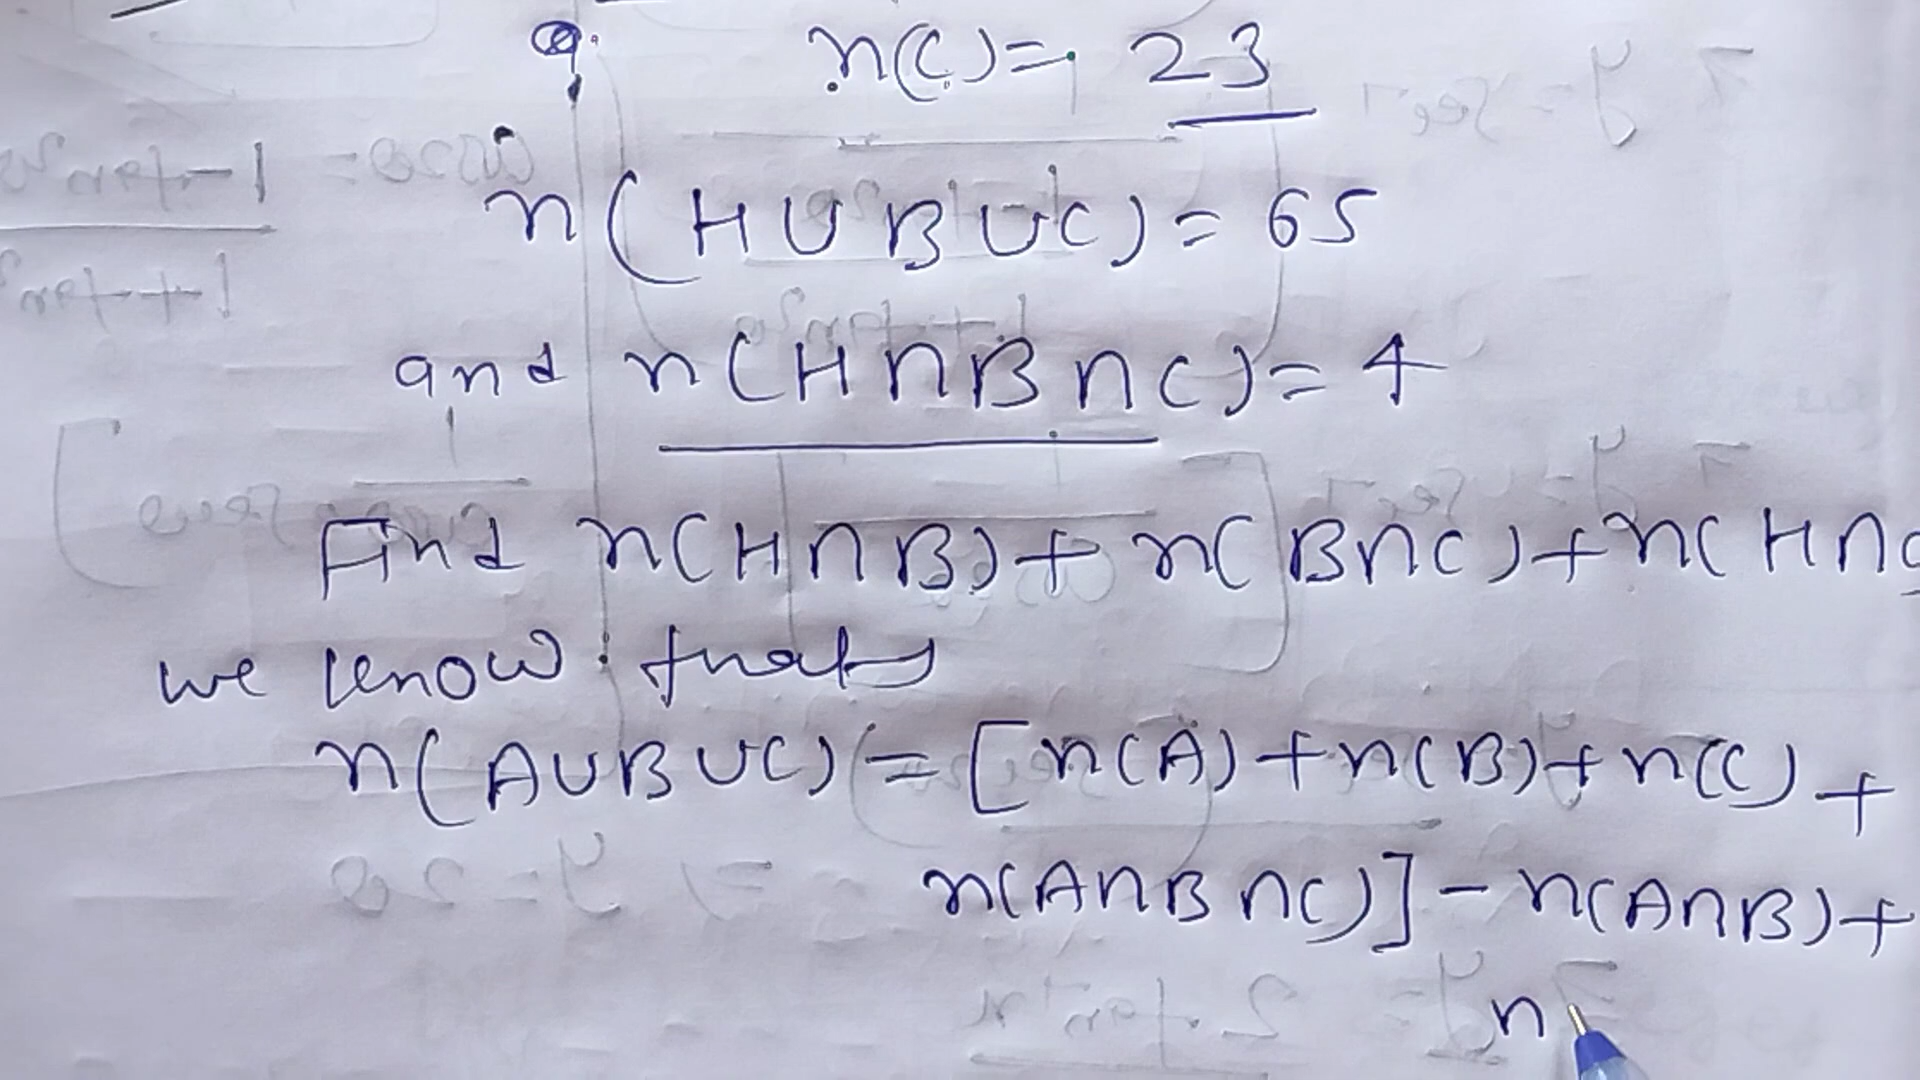 Q. n(C) = 23
n(H∪B∪C) = 65
and n(H∩B∩C) = 4
Find n(H∩B) + n(B∩C) + n(H∩C
we know that
n(A∪B∪C) = [n(A) + n(B) + n(C) +
n(A∩B∩C)] - n(A∩B) +
n